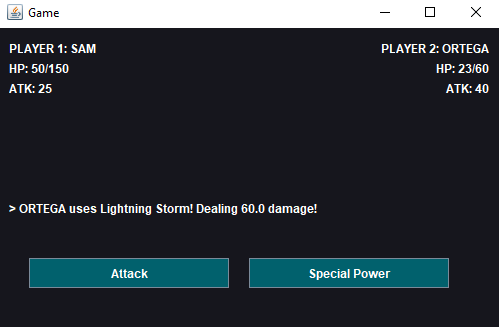 Game
PLAYER 1: SAM PLAYER 2: ORTEGA
HP: 50/150 HP: 23/60
ATK: 25 ATK: 40
> ORTEGA uses Lightning Storm! Dealing 60.0 damage!
Attack Special Power